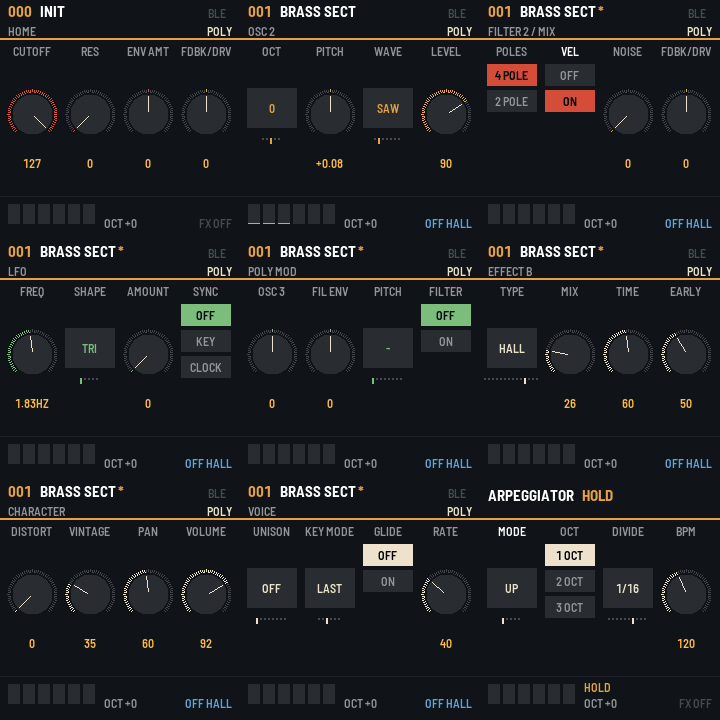 000 INIT BLE
HOME POLY
CUTOFF RES ENV AMT FDBK/DRV
127 0 0 0
OCT +0 FX OFF
001 BRASS SECT BLE
OSC 2 POLY
OCT PITCH WAVE LEVEL
0 SAW
+0.08 90
OCT +0 OFF HALL
001 BRASS SECT* BLE
FILTER 2 / MIX POLY
POLES VEL NOISE FDBK/DRV
4 POLE OFF
2 POLE ON
0 0
OCT +0 OFF HALL
001 BRASS SECT* BLE
LFO POLY
FREQ SHAPE AMOUNT SYNC
OFF
TRI KEY
CLOCK
1.83HZ 0
OCT +0 OFF HALL
001 BRASS SECT* BLE
POLY MOD POLY
OSC 3 FIL ENV PITCH FILTER
OFF
- ON
0 0
OCT +0 OFF HALL
001 BRASS SECT* BLE
EFFECT B POLY
TYPE MIX TIME EARLY
HALL
26 60 50
OCT +0 OFF HALL
001 BRASS SECT* BLE
CHARACTER POLY
DISTORT VINTAGE PAN VOLUME
0 35 60 92
OCT +0 OFF HALL
001 BRASS SECT* BLE
VOICE POLY
UNISON KEY MODE GLIDE RATE
OFF
OFF LAST ON
40
OCT +0 OFF HALL
ARPEGGIATOR HOLD
MODE OCT DIVIDE BPM
1 OCT
UP 2 OCT 1/16
3 OCT
120
HOLD
OCT +0 FX OFF